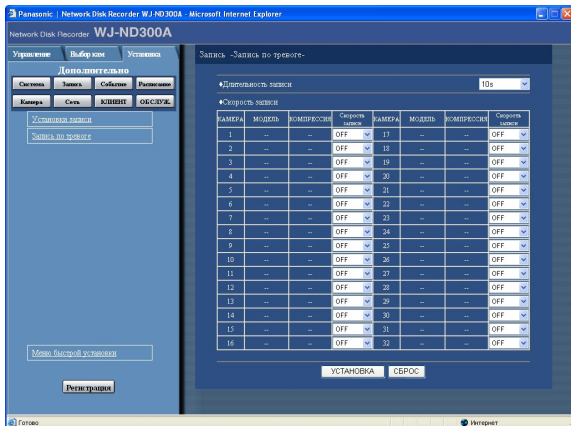 Panasonic | Network Disk Recorder WJ-ND300A - Microsoft Internet Explorer
Network Disk Recorder WJ-ND300A
Управление Выбор кам Установка
Дополнительно
Система Запись Событие Расписание
Камера Сеть КЛИЕНТ ОБСЛУЖ.
Установки записи
Запись по тревоге
Меню быстрой установки
Регистрация
Запись -Запись по тревоге-
♦Длительность записи 10s
♦Скорость записи
КАМЕРА МОДЕЛЬ КОМПРЕССИЯ Скорость записи КАМЕРА МОДЕЛЬ КОМПРЕССИЯ Скорость записи
1 -- -- OFF 17 -- -- OFF
2 -- -- OFF 18 -- -- OFF
3 -- -- OFF 19 -- -- OFF
4 -- -- OFF 20 -- -- OFF
5 -- -- OFF 21 -- -- OFF
6 -- -- OFF 22 -- -- OFF
7 -- -- OFF 23 -- -- OFF
8 -- -- OFF 24 -- -- OFF
9 -- -- OFF 25 -- -- OFF
10 -- -- OFF 26 -- -- OFF
11 -- -- OFF 27 -- -- OFF
12 -- -- OFF 28 -- -- OFF
13 -- -- OFF 29 -- -- OFF
14 -- -- OFF 30 -- -- OFF
15 -- -- OFF 31 -- -- OFF
16 -- -- OFF 32 -- -- OFF
УСТАНОВКА СБРОС
Готово Интернет